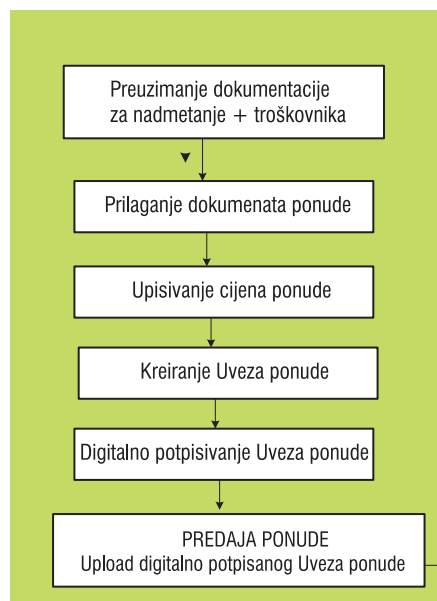 Preuzimanje dokumentacije
za nadmetanje + troškovnika
Prilaganje dokumenata ponude
Upisivanje cijena ponude
Kreiranje Uveza ponude
Digitalno potpisivanje Uveza ponude
PREDAJA PONUDE
Upload digitalno potpisanog Uveza ponude